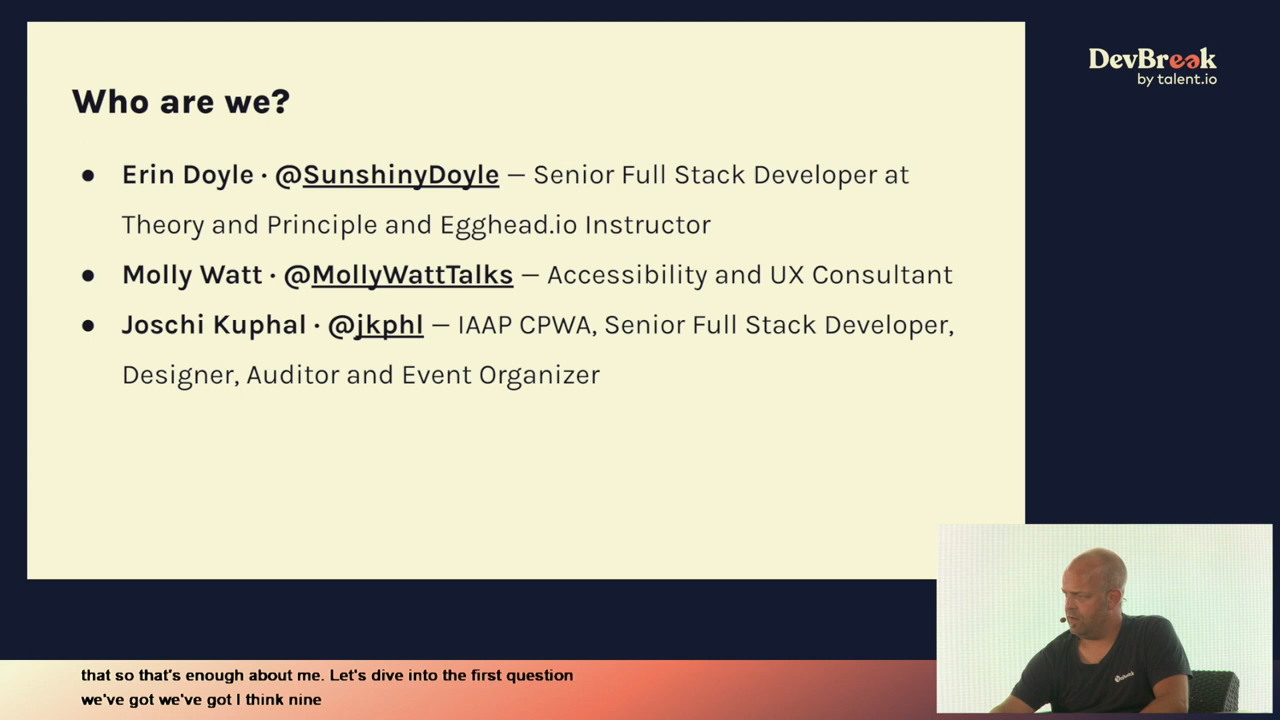 DevBreak
by talent.io
Who are we?
● Erin Doyle · @SunshinyDoyle — Senior Full Stack Developer at
Theory and Principle and Egghead.io Instructor
● Molly Watt · @MollyWattTalks — Accessibility and UX Consultant
● Joschi Kuphal · @jkphl — IAAP CPWA, Senior Full Stack Developer,
Designer, Auditor and Event Organizer
that so that's enough about me. Let's dive into the first question
we've got we've got I think nine